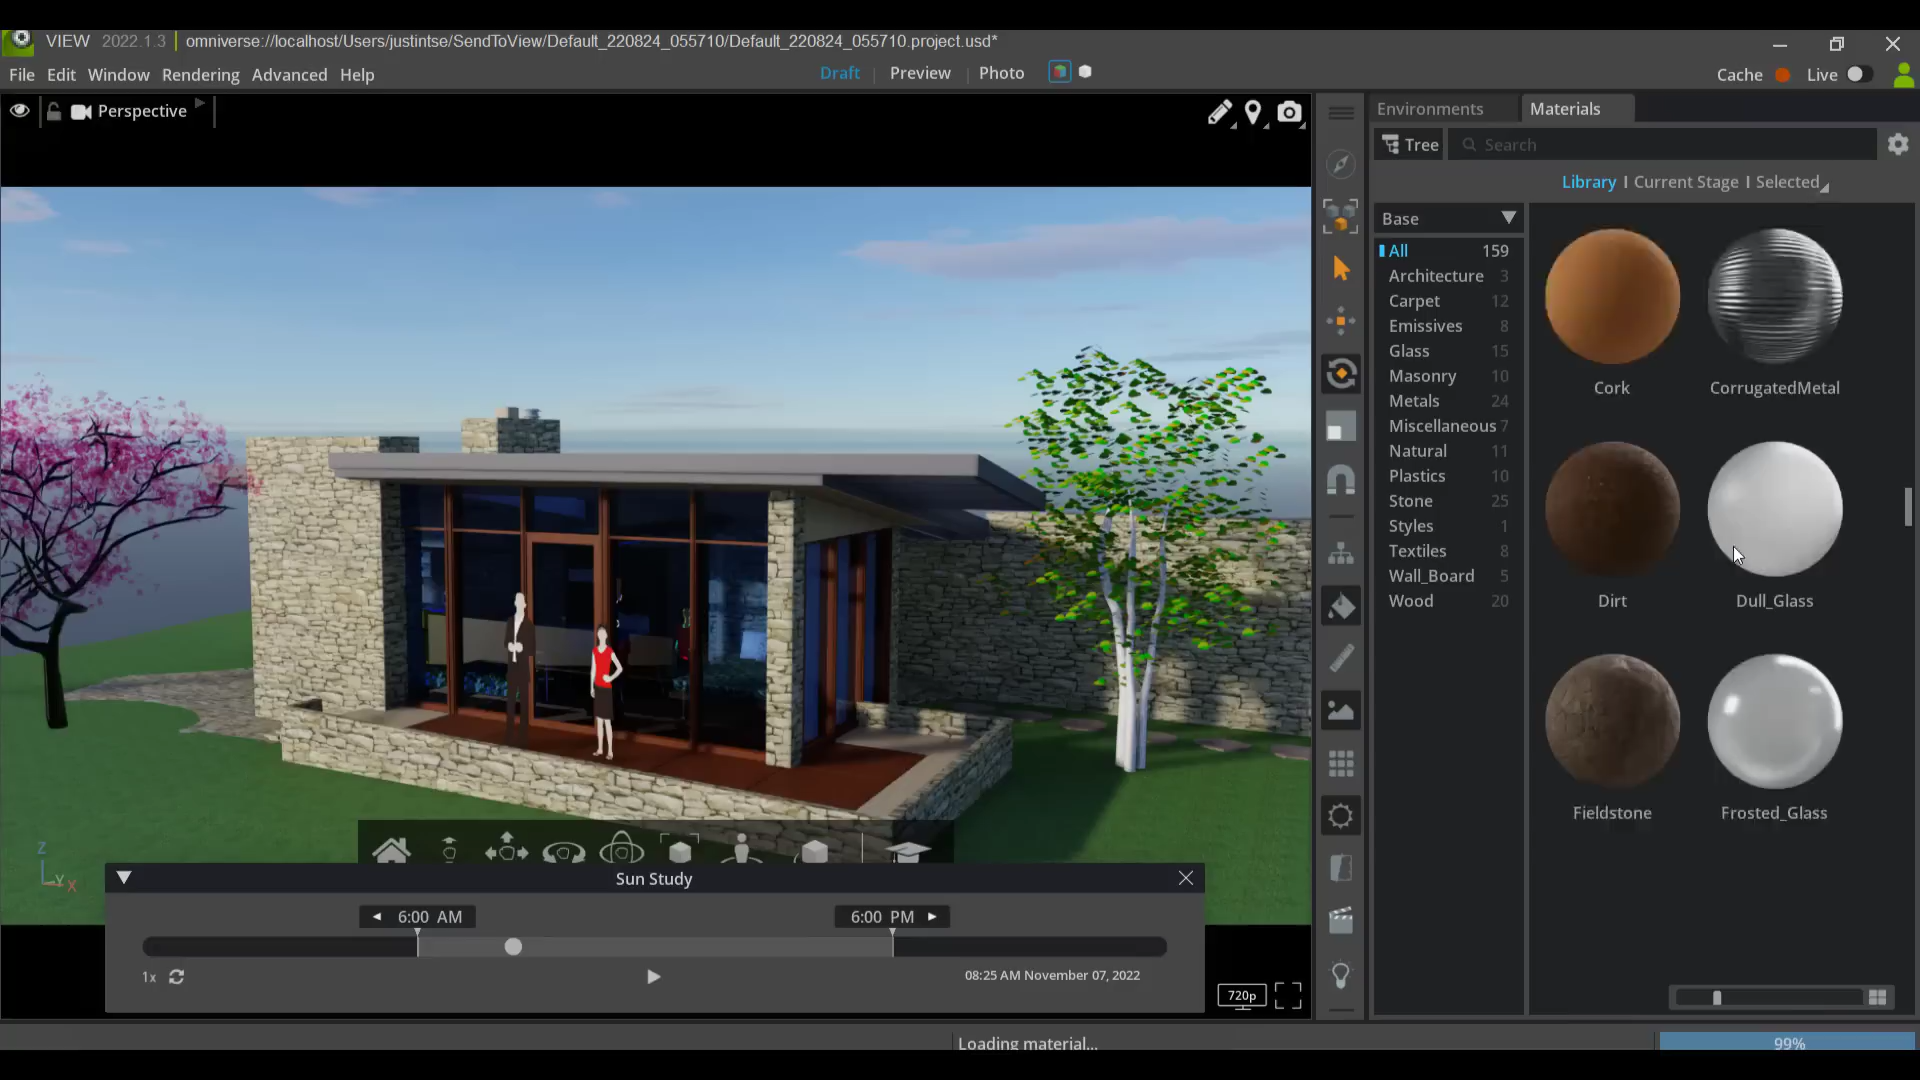 VIEW 2022.1.3 omniverse://localhost/Users/justintse/SendToView/Default_220824_055710/Default_220824_055710.project.usd*
File Edit Window Rendering Advanced Help
Draft Preview Photo
Cache Live
Perspective
Environments Materials
Tree Search
Library Current Stage Selected
Base
All 159
Architecture 3
Carpet 12
Emissives 8
Glass 15
Masonry 10
Metals 24
Miscellaneous 7
Natural 11
Plastics 10
Stone 25
Styles 1
Textiles 8
Wall_Board 5
Wood 20
Cork CorrugatedMetal
Dirt Dull_Glass
Fieldstone Frosted_Glass
Z
Y
X
Sun Study
6:00 AM 6:00 PM
1x 08:25 AM November 07, 2022
720p
Loading material... 99%